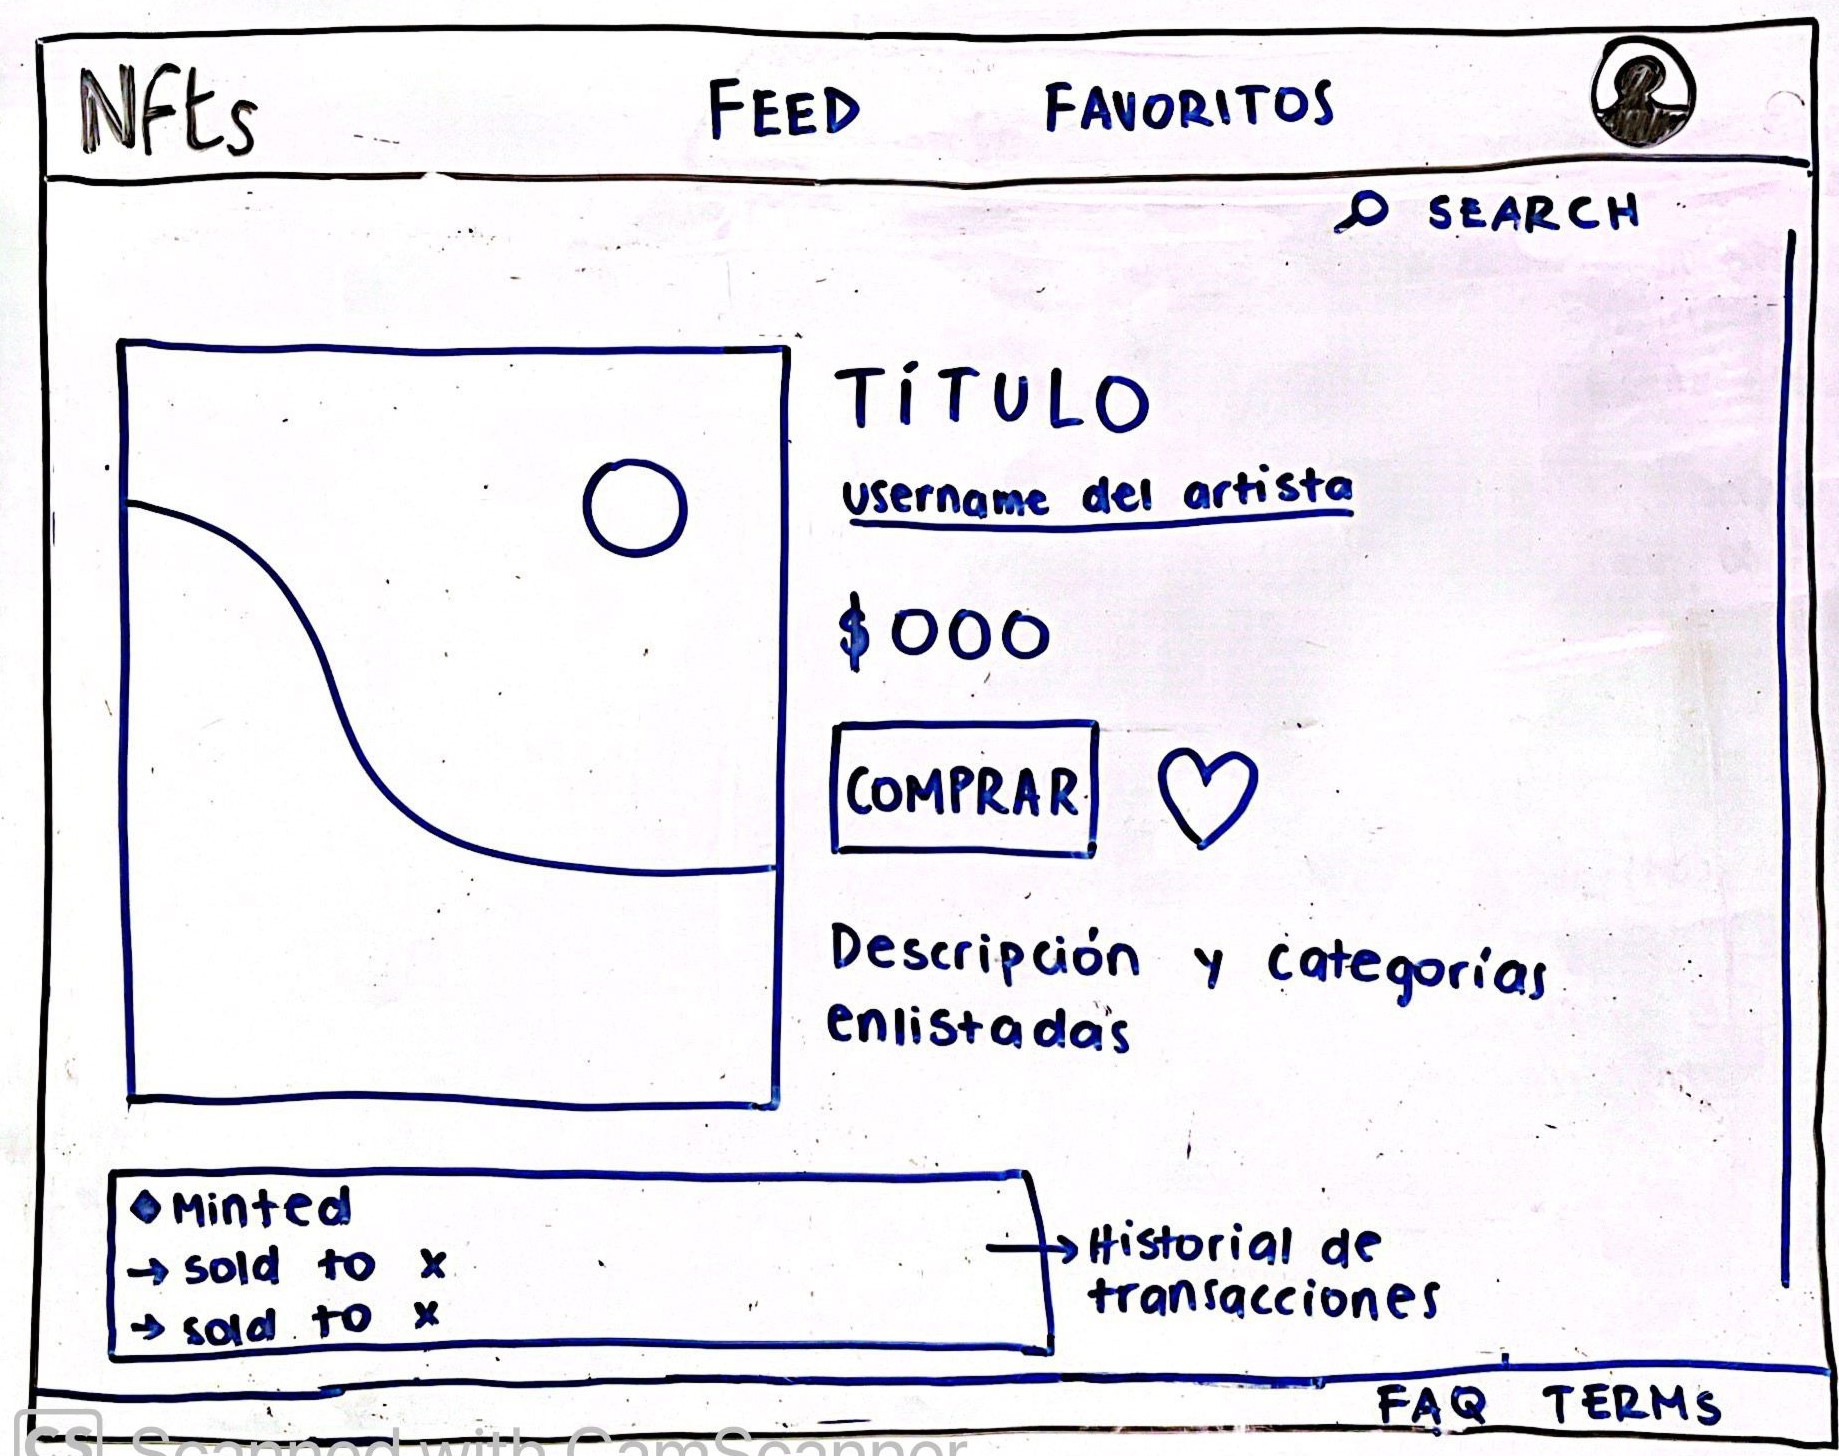 Nfts FEED FAVORITOS
SEARCH
TÍTULO
username del artista
$000
COMPRAR
Descripción y categorías
enlistadas
Minted
→ sold to x
→ sold to x
→ Historial de
transacciones
FAQ TERMS
CS Scanned with CamScanner